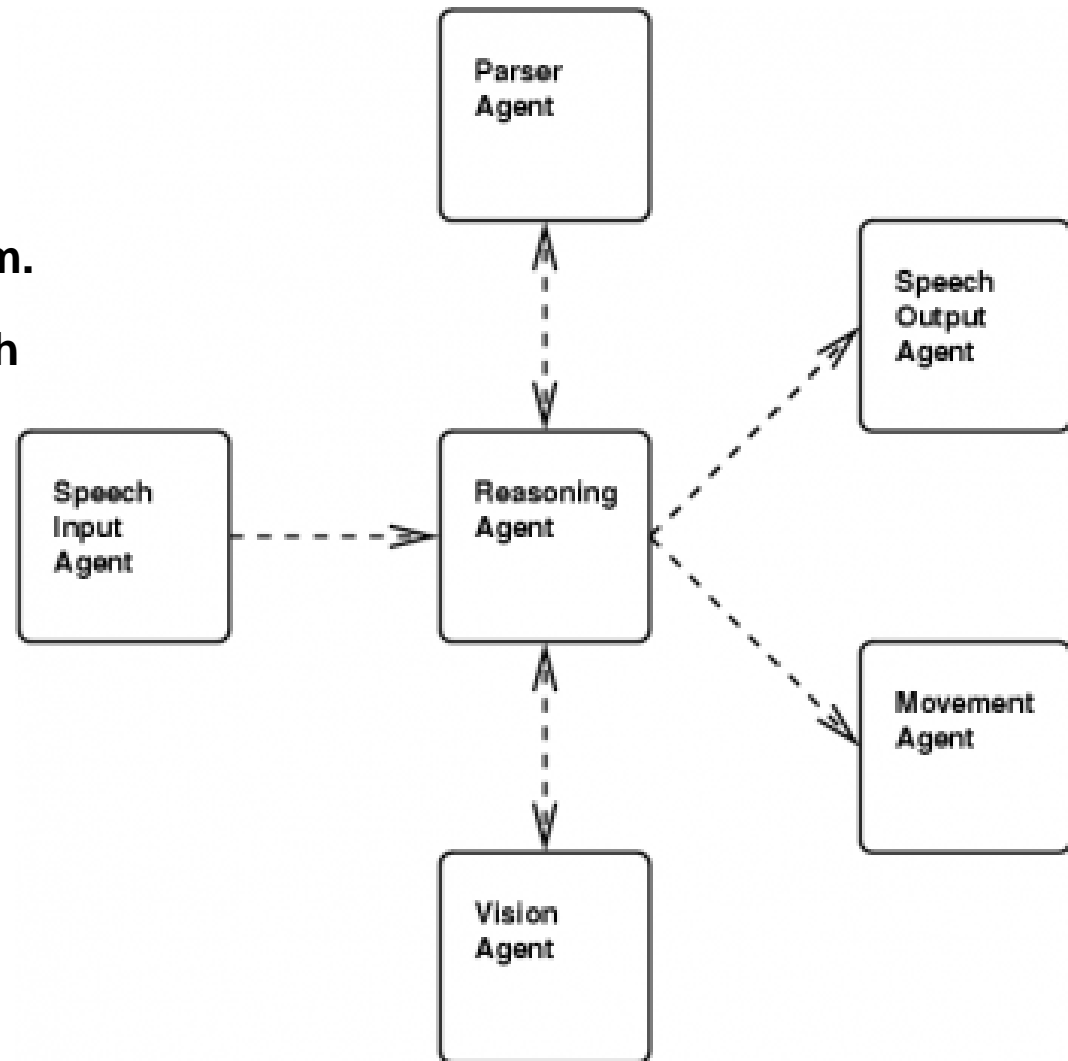 Parser
Agent
m.
Speech
Output
Agent
h
Speech
Input
Agent
Reasoning
Agent
Movement
Agent
Vision
Agent